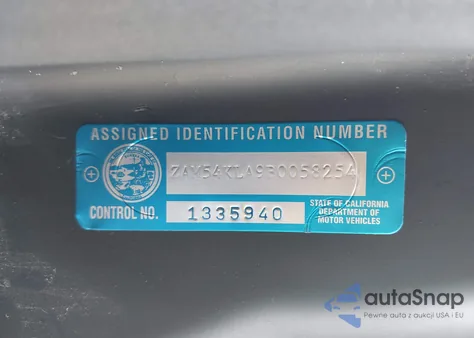 ASSIGNED IDENTIFICATION NUMBER
CONTROL NO. 1335940
STATE OF CALIFORNIA
DEPARTMENT OF
MOTOR VEHICLES
autaSnap
Pewne auta z aukcji USA i EU